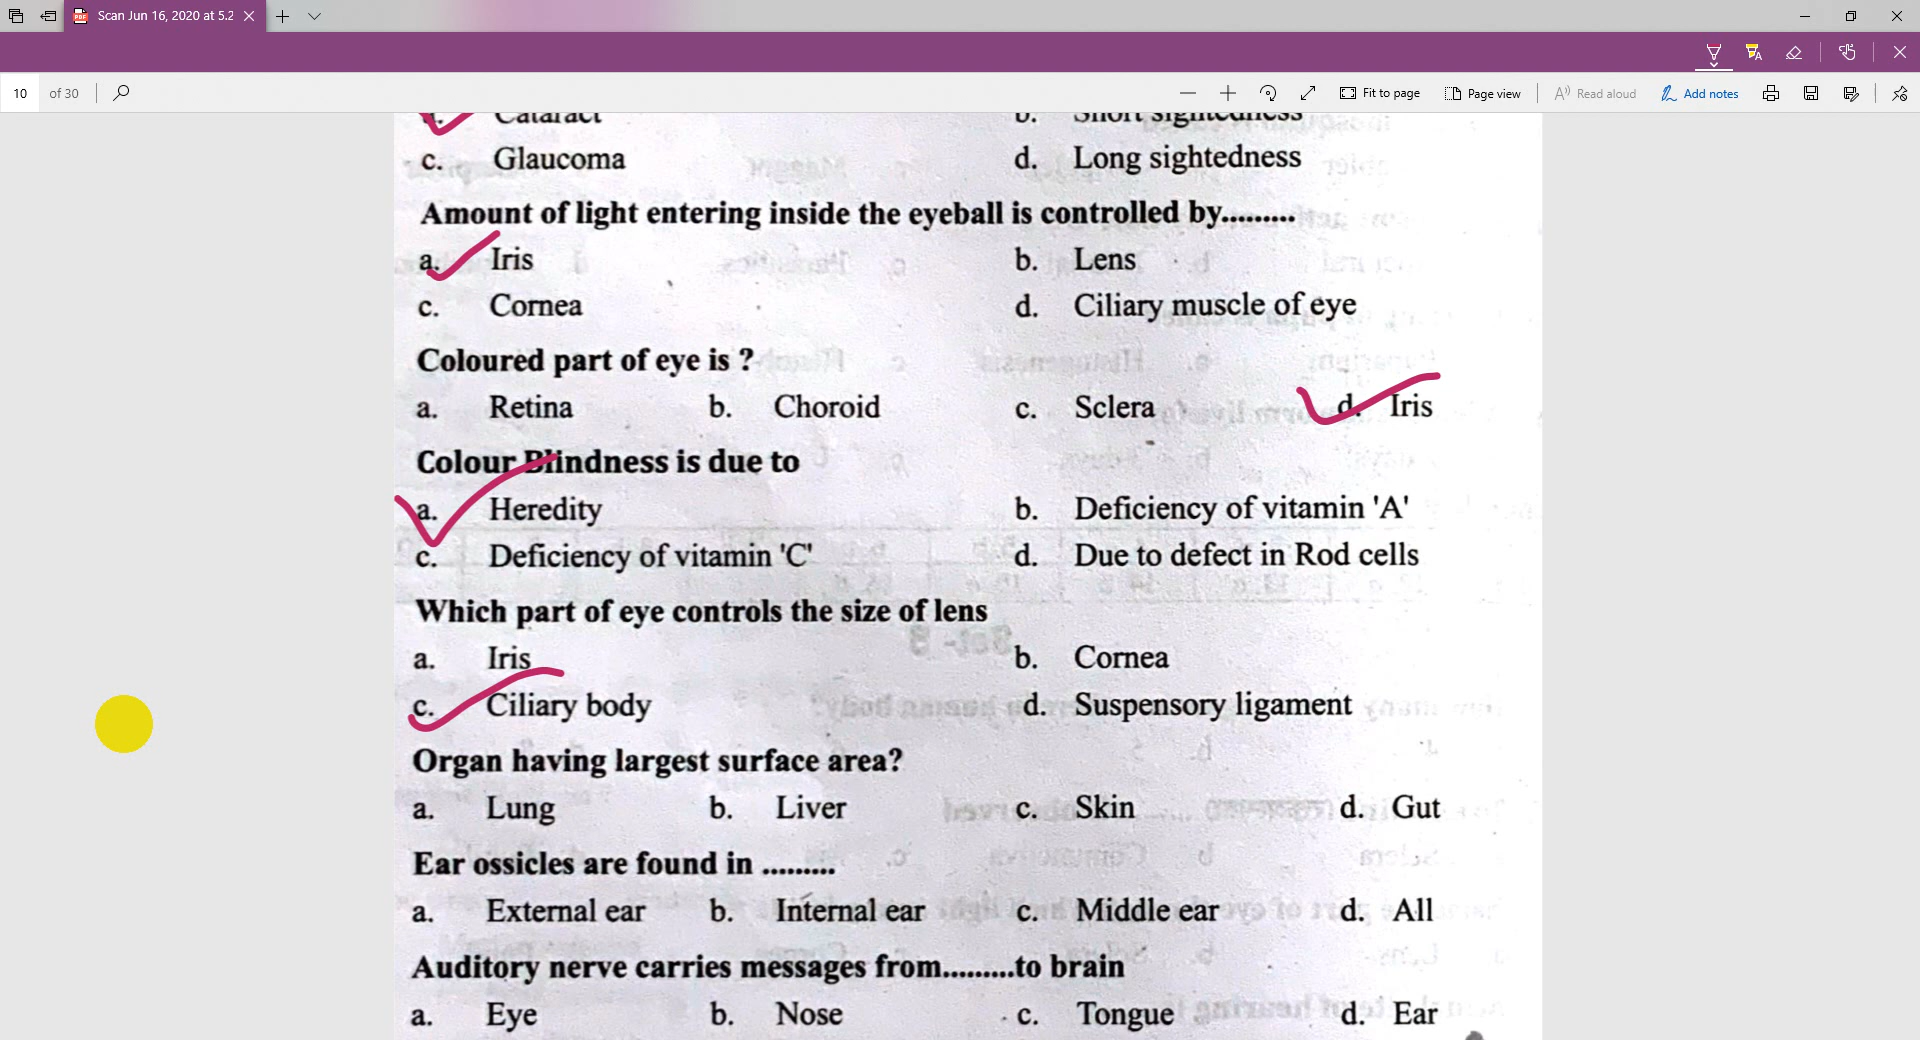 Scan Jun 16, 2020 at 5.2
10 of 30
Fit to page
Page view
Read aloud
Add notes
Cataract b. Short sightedness
c. Glaucoma d. Long sightedness
Amount of light entering inside the eyeball is controlled by.........
a. Iris b. Lens
c. Cornea d. Ciliary muscle of eye
Coloured part of eye is ?
a. Retina b. Choroid c. Sclera d. Iris
Colour Blindness is due to
a. Heredity b. Deficiency of vitamin 'A'
c. Deficiency of vitamin 'C' d. Due to defect in Rod cells
Which part of eye controls the size of lens
a. Iris b. Cornea
c. Ciliary body d. Suspensory ligament
Organ having largest surface area?
a. Lung b. Liver c. Skin d. Gut
Ear ossicles are found in .........
a. External ear b. Internal ear c. Middle ear d. All
Auditory nerve carries messages from.........to brain
a. Eye b. Nose c. Tongue d. Ear